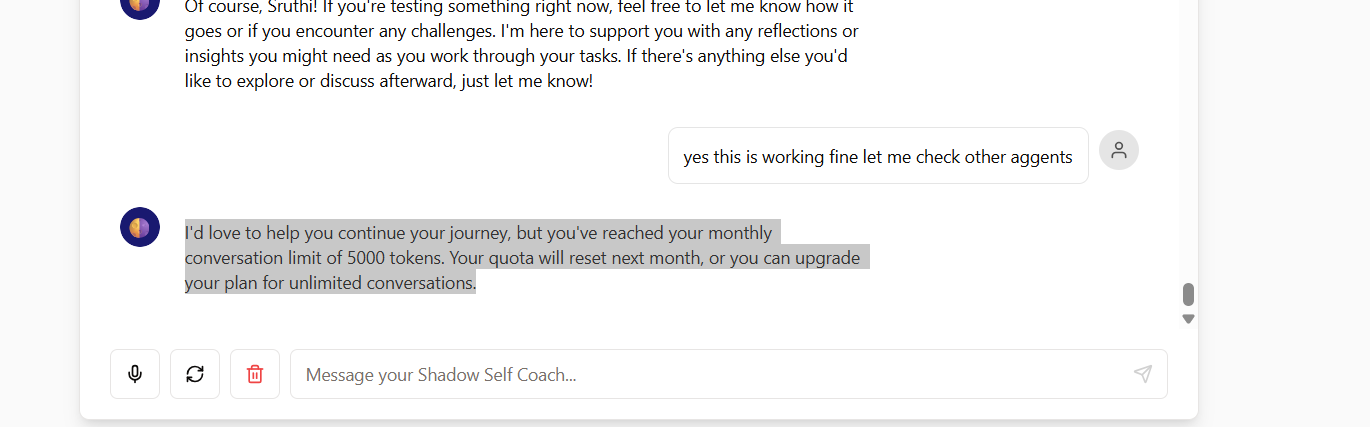 Of course, Sruthi! If you're testing something right now, feel free to let me know how it
goes or if you encounter any challenges. I'm here to support you with any reflections or
insights you might need as you work through your tasks. If there's anything else you'd
like to explore or discuss afterward, just let me know!
yes this is working fine let me check other aggents
I'd love to help you continue your journey, but you've reached your monthly
conversation limit of 5000 tokens. Your quota will reset next month, or you can upgrade
your plan for unlimited conversations.
Message your Shadow Self Coach...